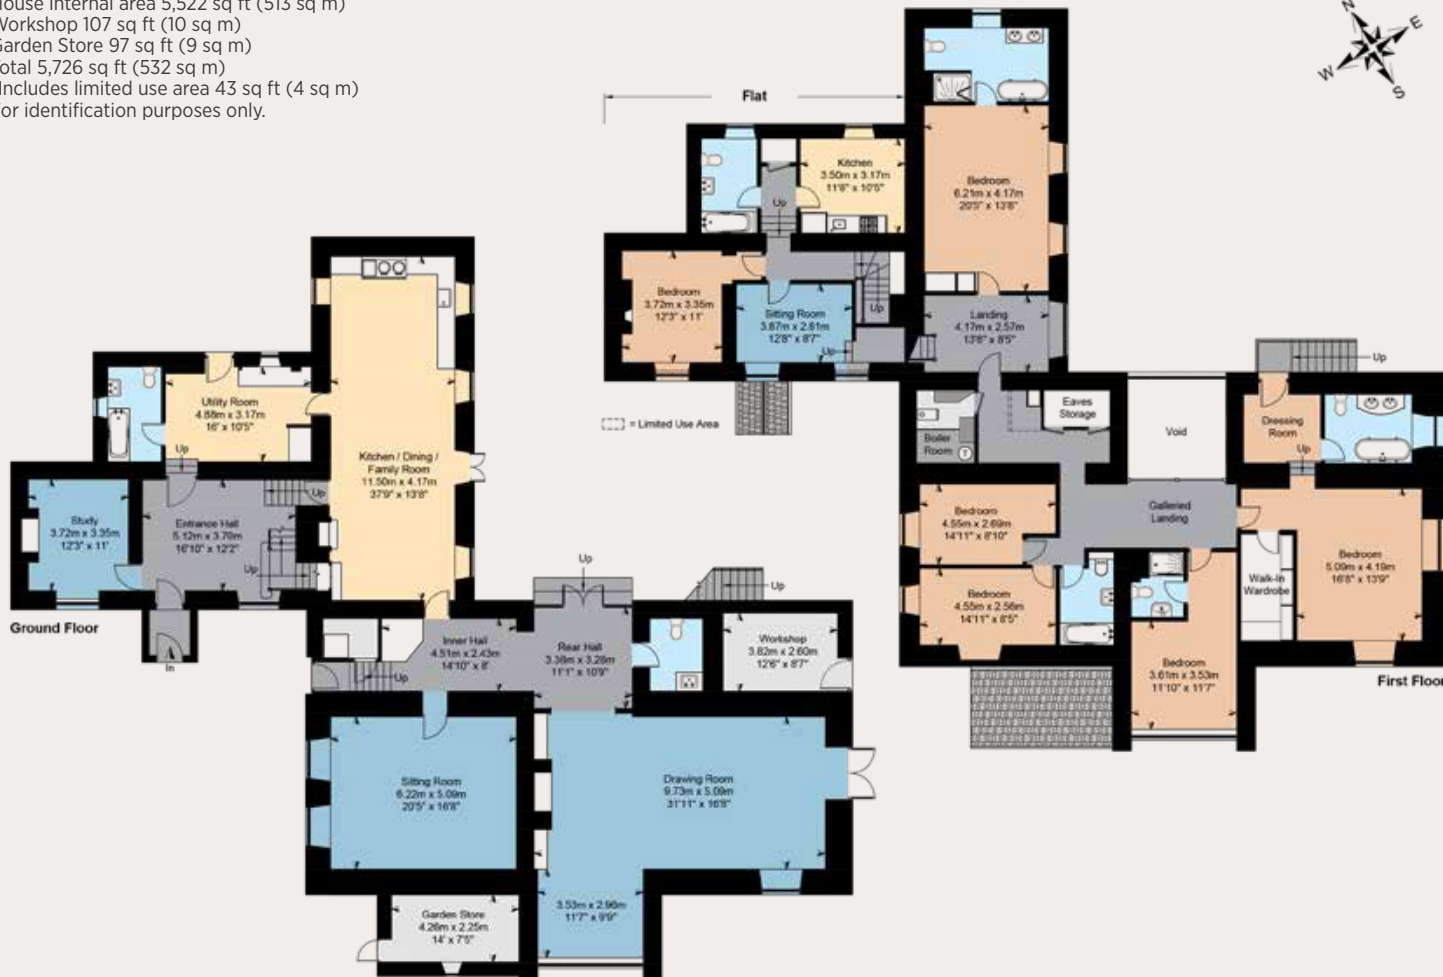 House internal area 5,522 sq ft (513 sq m)
Workshop 107 sq ft (10 sq m)
Garden Store 97 sq ft (9 sq m)
Total 5,726 sq ft (532 sq m)
Includes limited use area 43 sq ft (4 sq m)
For identification purposes only.
N
E
W
S
Flat
Kitchen
3.50m x 3.17m
11'6" x 10'5"
Up
Bedroom
6.21m x 4.17m
20'5" x 13'8"
Bedroom
3.72m x 3.35m
12'3" x 11'
Sitting Room
3.87m x 2.61m
12'8" x 8'7"
Up
Up
Landing
4.17m x 2.57m
13'8" x 8'5"
= Limited Use Area
Boiler
Room
T
Eaves
Storage
Void
Up
Dressing
Room
Up
Bedroom
4.55m x 2.69m
14'11" x 8'10"
Galleried
Landing
Bedroom
4.55m x 2.56m
14'11" x 8'5"
Walk-In
Wardrobe
Bedroom
5.09m x 4.19m
16'8" x 13'9"
Bedroom
3.61m x 3.53m
11'10" x 11'7"
First Floor
Utility Room
4.88m x 3.17m
16' x 10'5"
Up
Kitchen / Dining /
Family Room
11.50m x 4.17m
37'9" x 13'8"
Study
3.72m x 3.35m
12'3" x 11'
Entrance Hall
5.12m x 3.70m
16'10" x 12'2"
Up
Up
Ground Floor
In
Up
Up
Inner Hall
4.51m x 2.43m
14'10" x 8'
Up
Rear Hall
3.38m x 3.28m
11'1" x 10'9"
Workshop
3.82m x 2.60m
12'6" x 8'7"
Sitting Room
6.22m x 5.09m
20'5" x 16'8"
Drawing Room
9.73m x 5.09m
31'11" x 16'8"
3.53m x 2.96m
11'7" x 9'9"
Garden Store
4.26m x 2.25m
14' x 7'5"